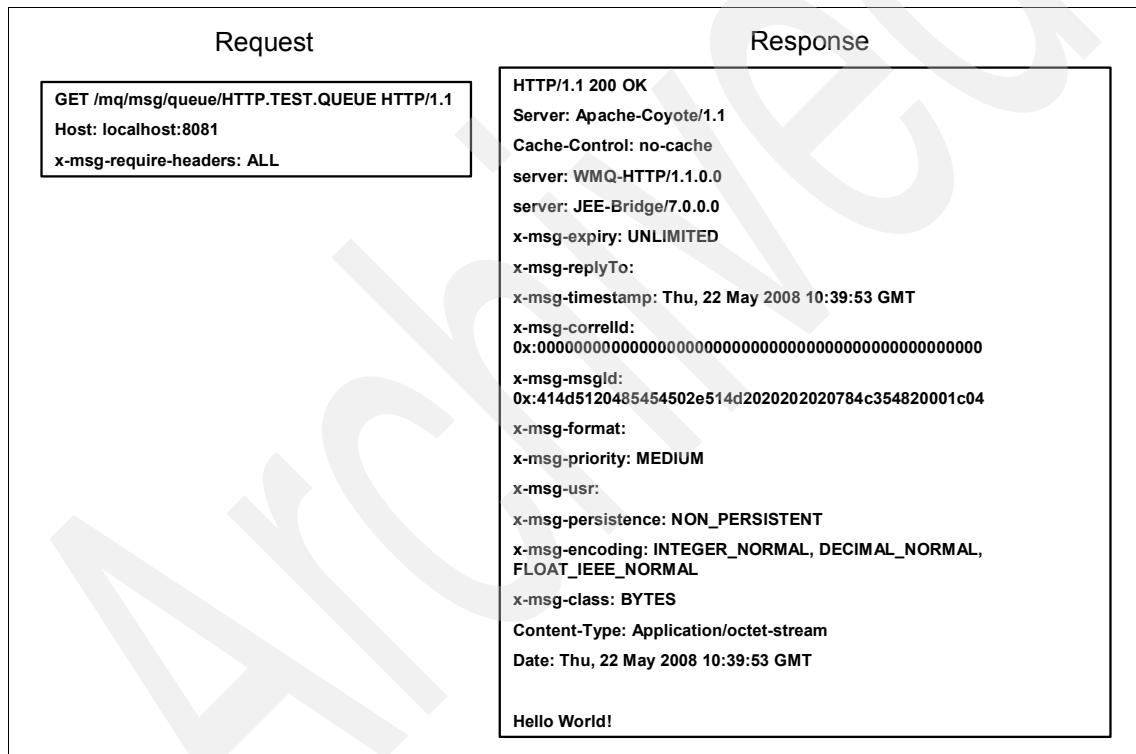 Request
GET /mq/msg/queue/HTTP.TEST.QUEUE HTTP/1.1
Host: localhost:8081
x-msg-require-headers: ALL
Response
HTTP/1.1 200 OK
Server: Apache-Coyote/1.1
Cache-Control: no-cache
server: WMQ-HTTP/1.1.0.0
server: JEE-Bridge/7.0.0.0
x-msg-expiry: UNLIMITED
x-msg-replyTo:
x-msg-timestamp: Thu, 22 May 2008 10:39:53 GMT
x-msg-correlId:
0x:000000000000000000000000000000000000000000000000
x-msg-msgId:
0x:414d5120485454502e514d2020202020784c354820001c04
x-msg-format:
x-msg-priority: MEDIUM
x-msg-usr:
x-msg-persistence: NON_PERSISTENT
x-msg-encoding: INTEGER_NORMAL, DECIMAL_NORMAL,
FLOAT_IEEE_NORMAL
x-msg-class: BYTES
Content-Type: Application/octet-stream
Date: Thu, 22 May 2008 10:39:53 GMT
Hello World!
Archived